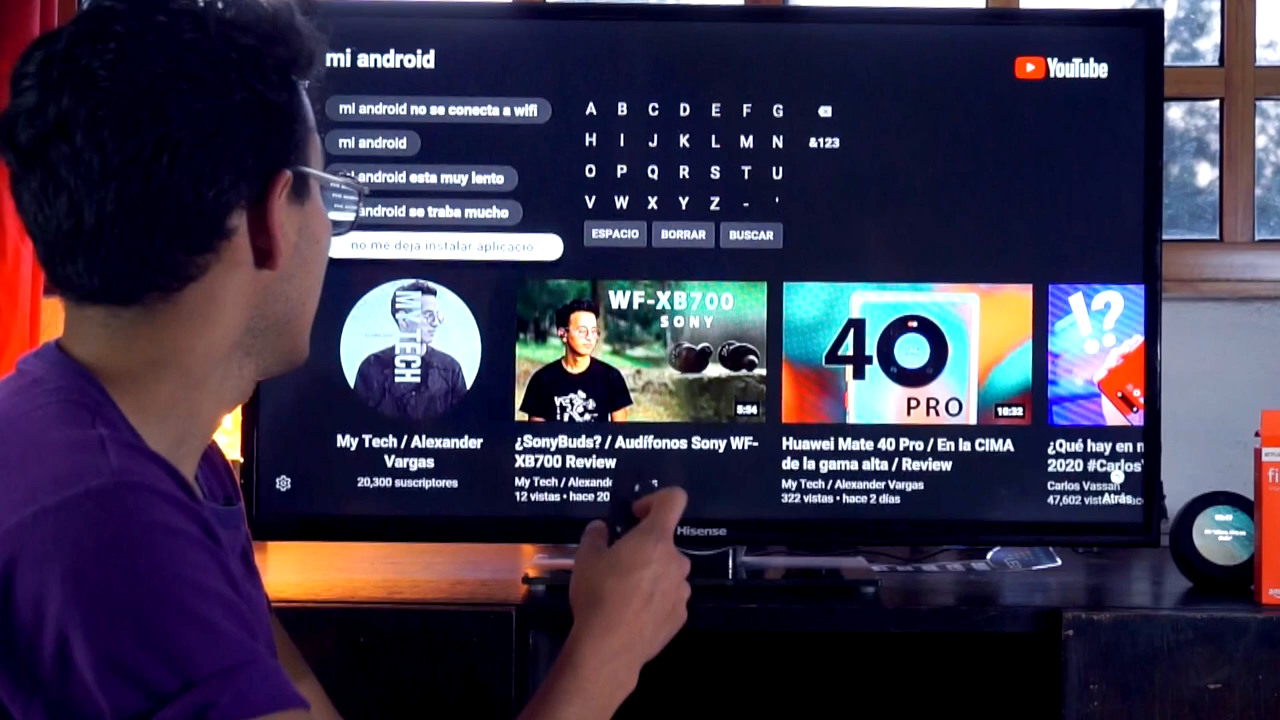 mi android
YouTube
mi android no se conecta a wifi
mi android
mi android esta muy lento
android se traba mucho
no me deja instalar aplicacio
A B C D E F G
H I J K L M N &123
O P Q R S T U
V W X Y Z - '
ESPACIO BORRAR BUSCAR
MY TECH
WF-XB700
SONY
5:54
40
PRO
10:32
!?
My Tech / Alexander
Vargas
20,300 suscriptores
¿SonyBuds? / Audífonos Sony WF-
XB700 Review
My Tech / Alexand
12 vistas • hace 20
Huawei Mate 40 Pro / En la CIMA
de la gama alta / Review
My Tech / Alexander Vargas
322 vistas • hace 2 días
¿Qué hay en m
2020 #Carlos
Carlos Vassan
47,602 vist
Atrás
Hisense
fi